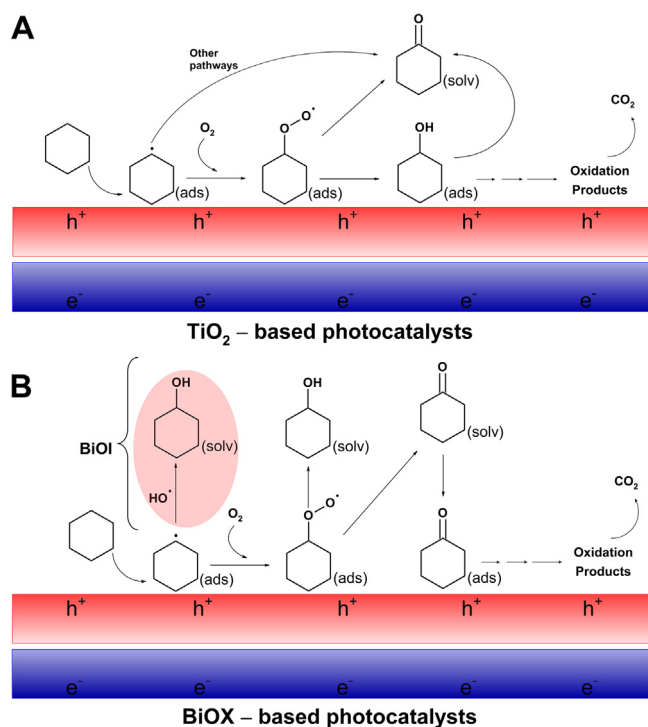 A
Other
pathways
O
(solv)
CO2
O2
O
O•
OH
•
(ads)
(ads)
(ads)
Oxidation
Products
h+ h+ h+ h+ h+
e- e- e- e- e-
TiO2 – based photocatalysts
B
BiOI
OH
(solv)
HO•
OH
(solv)
O
(solv)
O2
O
O•
O
CO2
•
(ads)
(ads)
(ads)
Oxidation
Products
h+ h+ h+ h+ h+
e- e- e- e- e-
BiOX – based photocatalysts